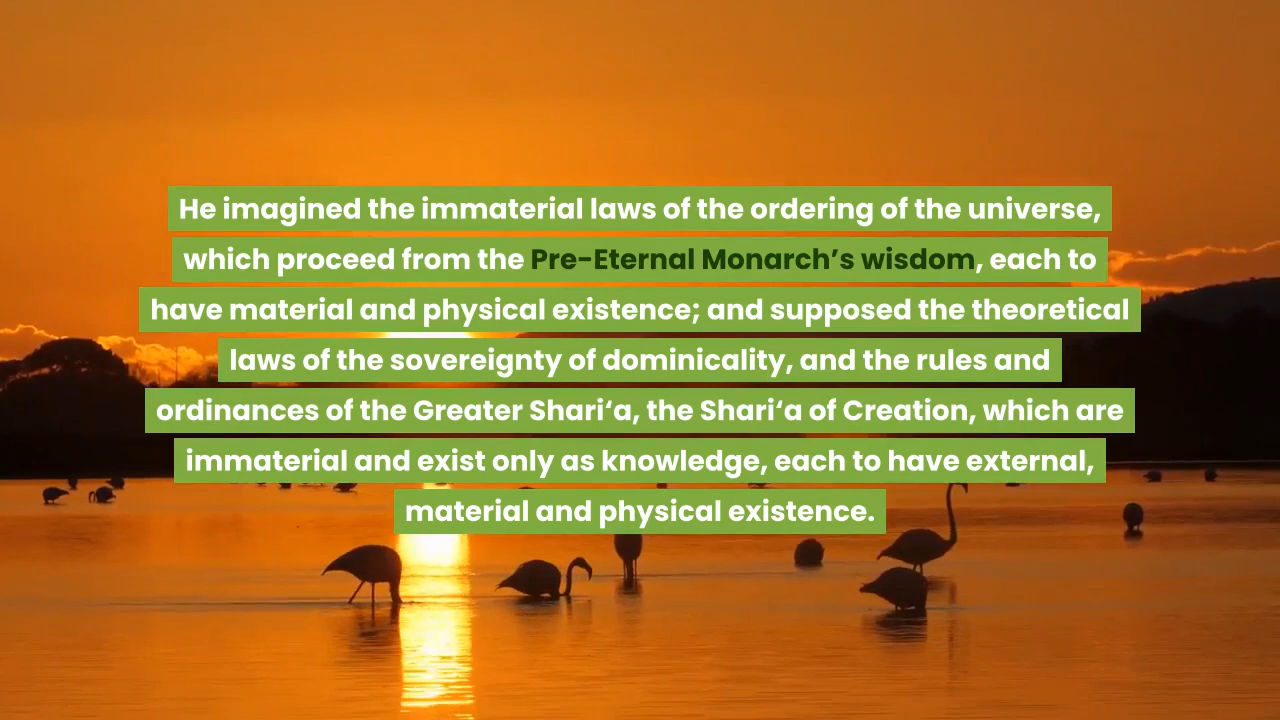 He imagined the immaterial laws of the ordering of the universe,
which proceed from the Pre-Eternal Monarch’s wisdom, each to
have material and physical existence; and supposed the theoretical
laws of the sovereignty of dominicality, and the rules and
ordinances of the Greater Shari‘a, the Shari‘a of Creation, which are
immaterial and exist only as knowledge, each to have external,
material and physical existence.